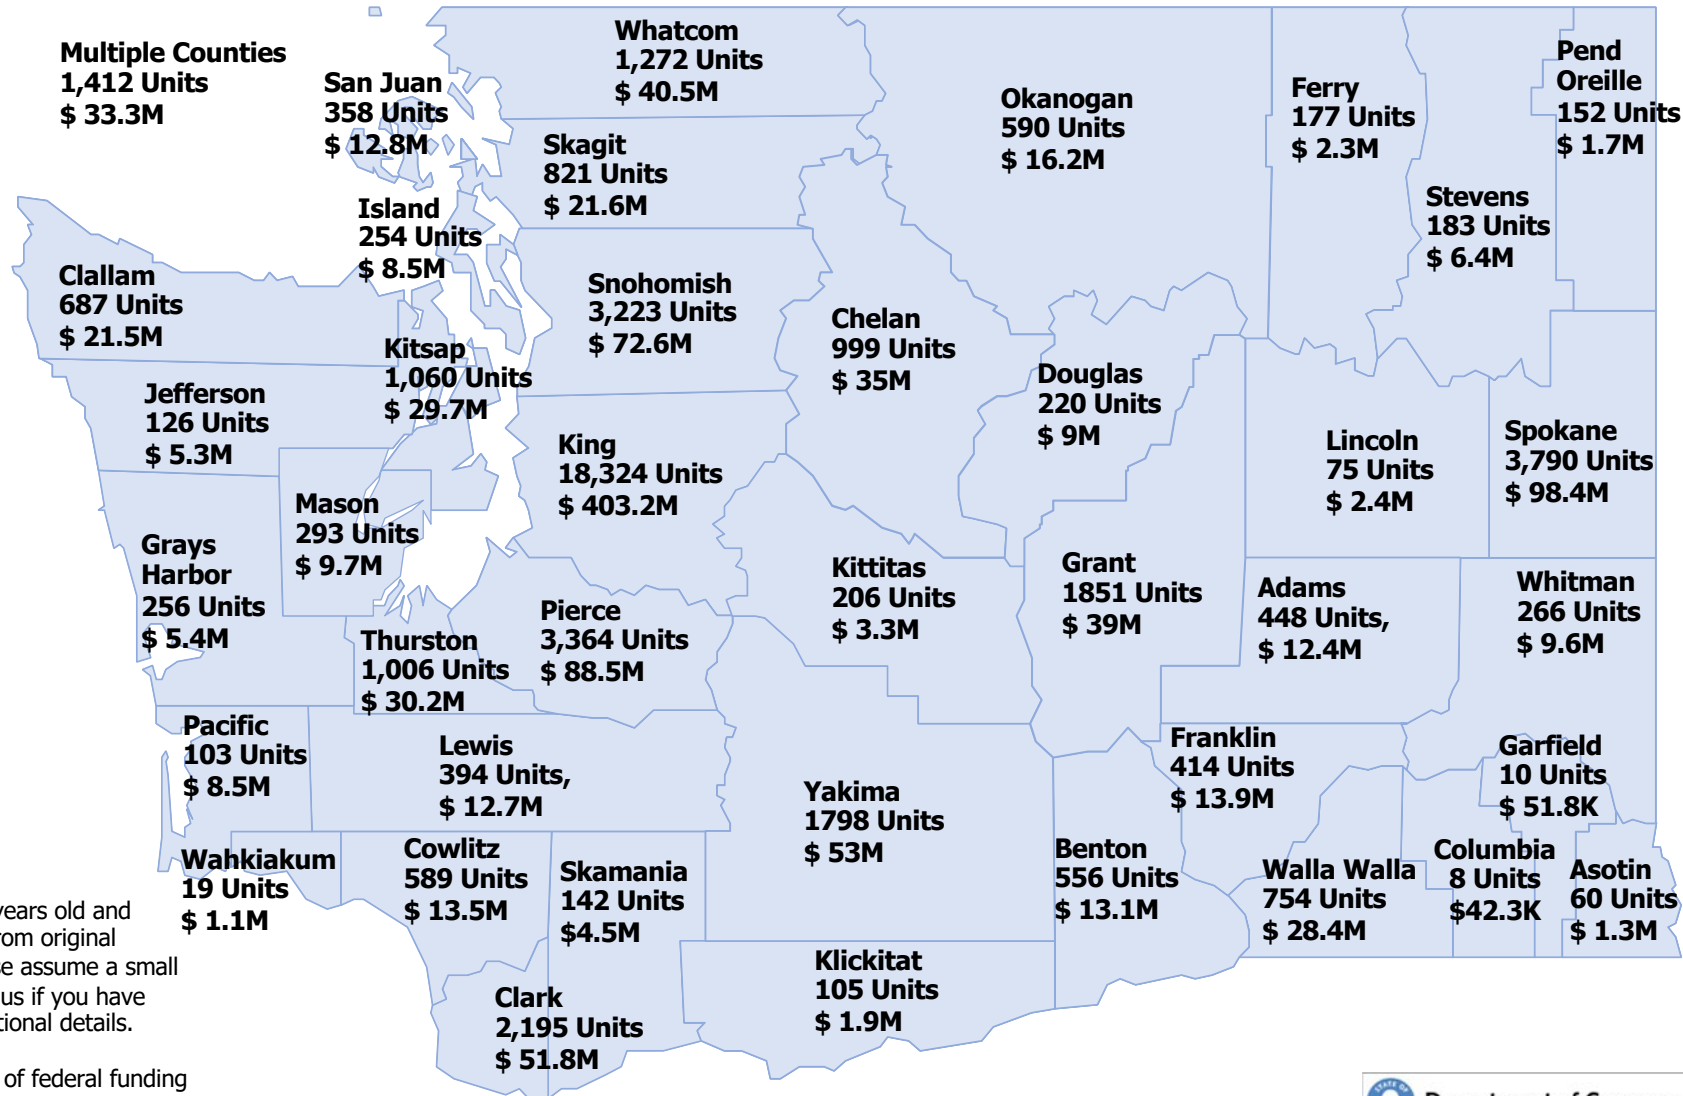 Multiple Counties
1,412 Units
$ 33.3M
San Juan
358 Units
$ 12.8M
Whatcom
1,272 Units
$ 40.5M
Skagit
821 Units
$ 21.6M
Island
254 Units
$ 8.5M
Okanogan
590 Units
$ 16.2M
Ferry
177 Units
$ 2.3M
Pend
Oreille
152 Units
$ 1.7M
Stevens
183 Units
$ 6.4M
Clallam
687 Units
$ 21.5M
Snohomish
3,223 Units
$ 72.6M
Chelan
999 Units
$ 35M
Kitsap
1,060 Units
$ 29.7M
Jefferson
126 Units
$ 5.3M
Douglas
220 Units
$ 9M
King
18,324 Units
$ 403.2M
Lincoln
75 Units
$ 2.4M
Spokane
3,790 Units
$ 98.4M
Mason
293 Units
$ 9.7M
Grays
Harbor
256 Units
$ 5.4M
Kittitas
206 Units
$ 3.3M
Grant
1851 Units
$ 39M
Adams
448 Units,
$ 12.4M
Whitman
266 Units
$ 9.6M
Pierce
3,364 Units
$ 88.5M
Thurston
1,006 Units
$ 30.2M
Pacific
103 Units
$ 8.5M
Lewis
394 Units,
$ 12.7M
Yakima
1798 Units
$ 53M
Franklin
414 Units
$ 13.9M
Garfield
10 Units
$ 51.8K
Wahkiakum
19 Units
$ 1.1M
Cowlitz
589 Units
$ 13.5M
Skamania
142 Units
$4.5M
Benton
556 Units
$ 13.1M
Walla Walla
754 Units
$ 28.4M
Columbia
8 Units
$42.3K
Asotin
60 Units
$ 1.3M
Klickitat
105 Units
$ 1.9M
Clark
2,195 Units
$ 51.8M
years old and
from original
assume a small
us if you have
details.
of federal funding
STATE OF